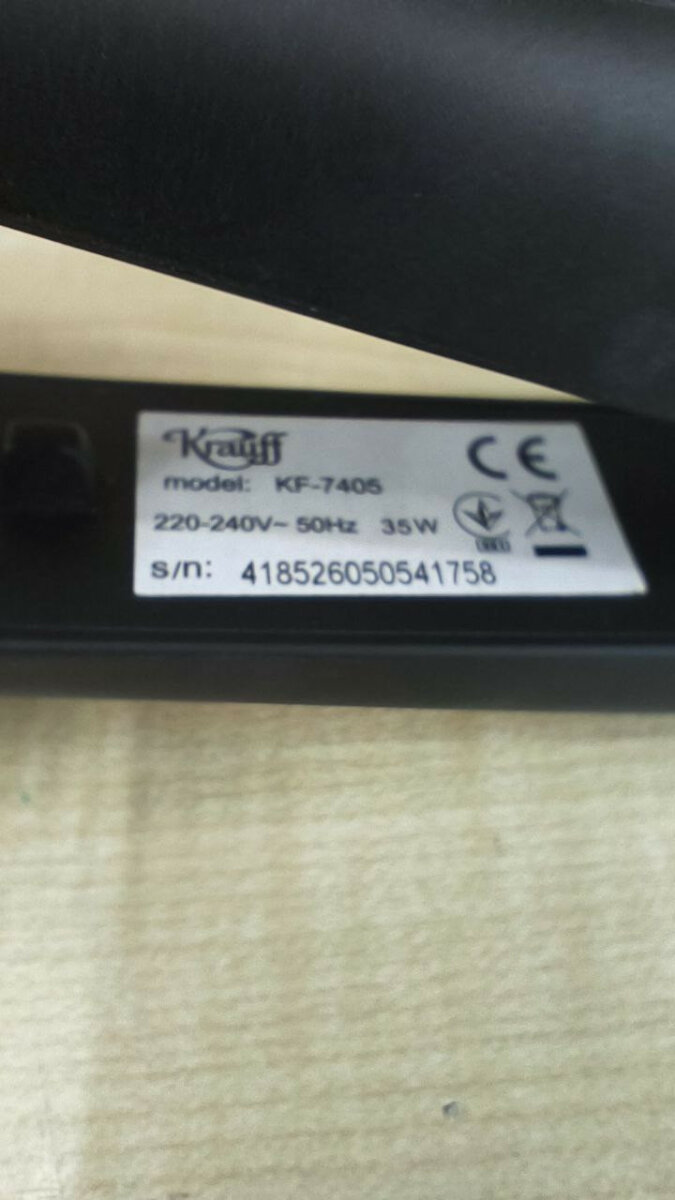 Krauff
CE
model: KF-7405
220-240V~ 50Hz 35W
s/n: 418526050541758